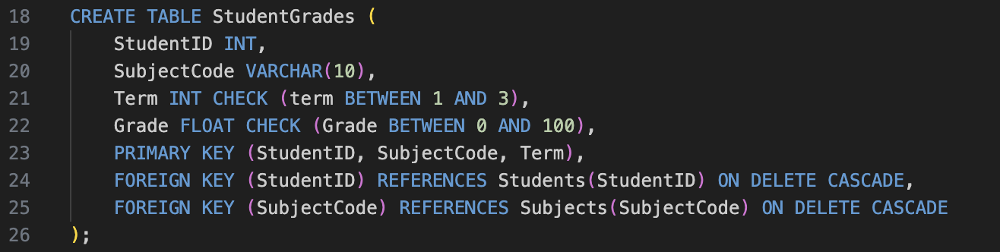 18 CREATE TABLE StudentGrades (
19 StudentID INT,
20 SubjectCode VARCHAR(10),
21 Term INT CHECK (term BETWEEN 1 AND 3),
22 Grade FLOAT CHECK (Grade BETWEEN 0 AND 100),
23 PRIMARY KEY (StudentID, SubjectCode, Term),
24 FOREIGN KEY (StudentID) REFERENCES Students(StudentID) ON DELETE CASCADE,
25 FOREIGN KEY (SubjectCode) REFERENCES Subjects(SubjectCode) ON DELETE CASCADE
26 );